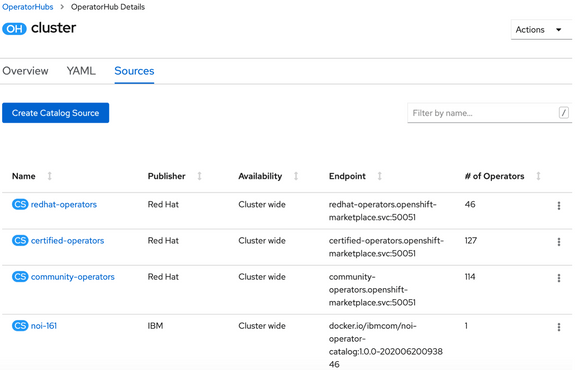 OperatorHubs > OperatorHub Details
OH cluster
Actions
Overview YAML Sources
Create Catalog Source
Filter by name... /
Name Publisher Availability Endpoint # of Operators
CS redhat-operators Red Hat Cluster wide redhat-operators.openshift- 46
marketplace.svc:50051
CS certified-operators Red Hat Cluster wide certified-operators.openshift- 127
marketplace.svc:50051
CS community-operators Red Hat Cluster wide community- 114
operators.openshift-
marketplace.svc:50051
CS noi-161 IBM Cluster wide docker.io/ibmcom/noi- 1
operator-
catalog:1.0.0-202006200938
46